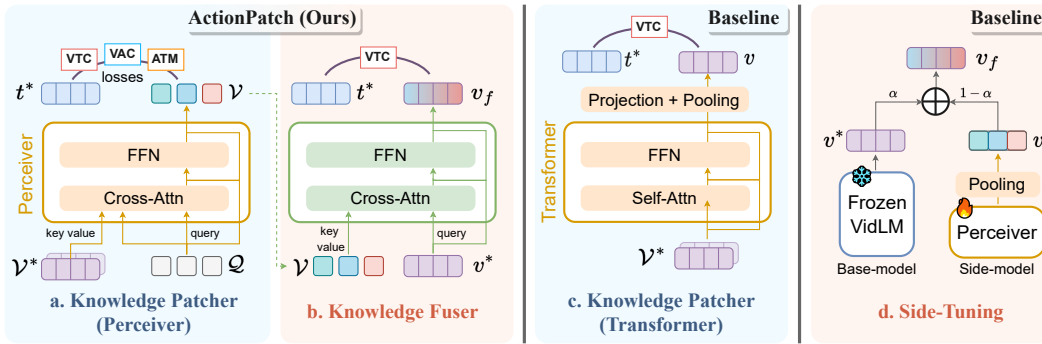 ActionPatch (Ours)
VTC
VAC
ATM
losses
t*
𝒱
Perceiver
FFN
Cross-Attn
key value
query
𝒱*
𝒬
a. Knowledge Patcher
(Perceiver)
VTC
t*
v_f
FFN
Cross-Attn
key
value
query
𝒱
v*
b. Knowledge Fuser
Baseline
VTC
t*
v
Projection + Pooling
Transformer
FFN
Self-Attn
𝒱*
c. Knowledge Patcher
(Transformer)
Baseline
v_f
α
1−α
v*
v
Pooling
Frozen
VidLM
Perceiver
Base-model
Side-model
d. Side-Tuning